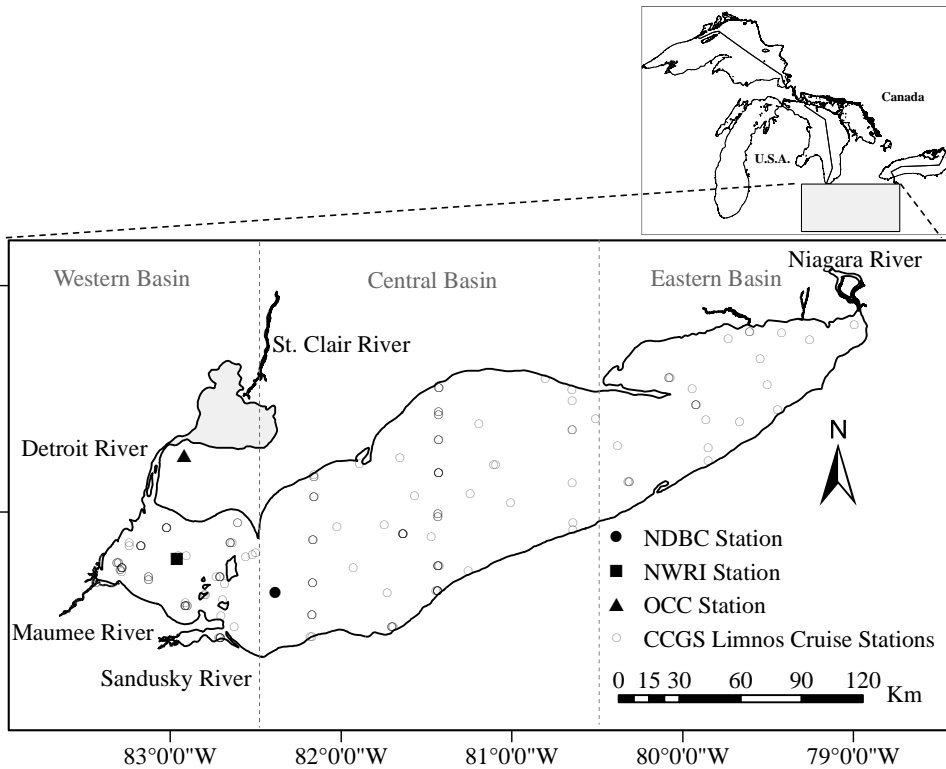 Canada
U.S.A.
Niagara River
Western Basin
Central Basin
Eastern Basin
St. Clair River
Detroit River
N
NDBC Station
NWRI Station
OCC Station
CCGS Limnos Cruise Stations
Maumee River
Sandusky River
0 15 30 60 90 120
Km
83°0'0"W 82°0'0"W 81°0'0"W 80°0'0"W 79°0'0"W